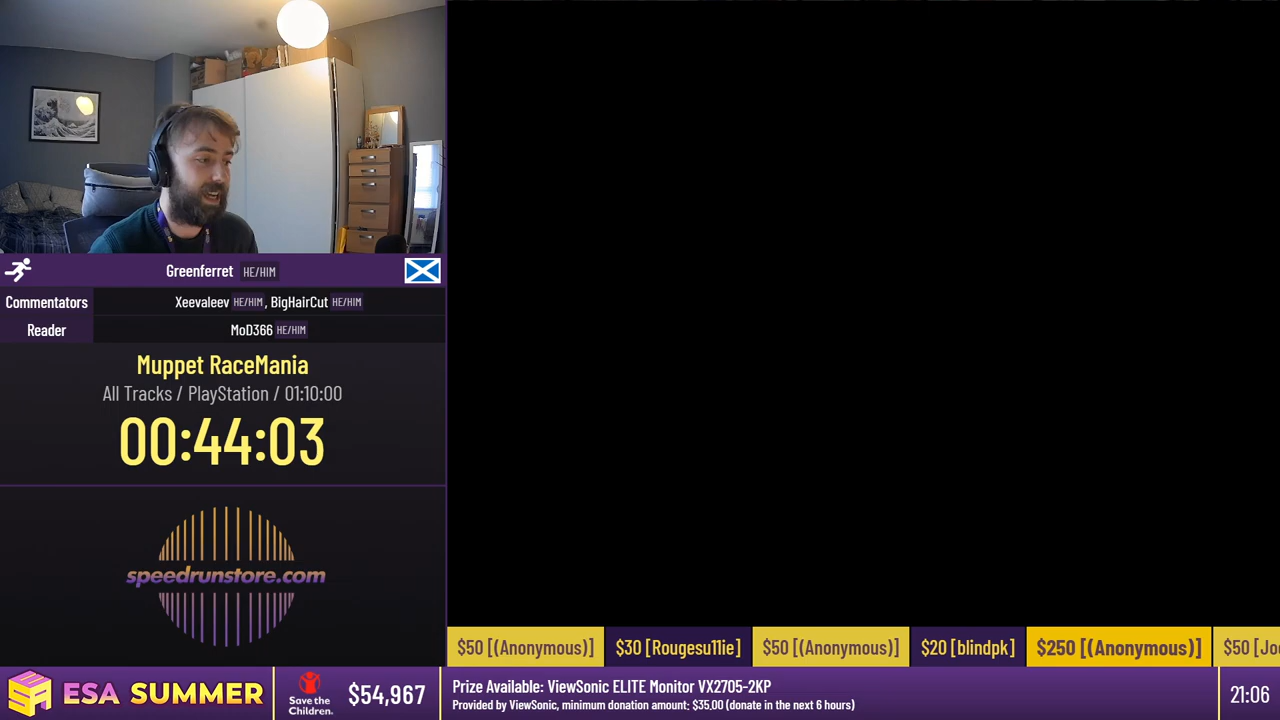 Greenferret HE/HIM
Commentators Xeevaleev HE/HIM, BigHairCut HE/HIM
Reader MoD366 HE/HIM
Muppet RaceMania
All Tracks / PlayStation / 01:10:00
00:44:03
speedrunstore.com
$50 [(Anonymous)] $30 [Rougesu11ie] $50 [(Anonymous)] $20 [blindpk] $250 [(Anonymous)] $50 [Joe
ESA SUMMER
Save the
Children.
$54,967
Prize Available: ViewSonic ELITE Monitor VX2705-2KP
Provided by ViewSonic, minimum donation amount: $35.00 (donate in the next 6 hours)
21:06